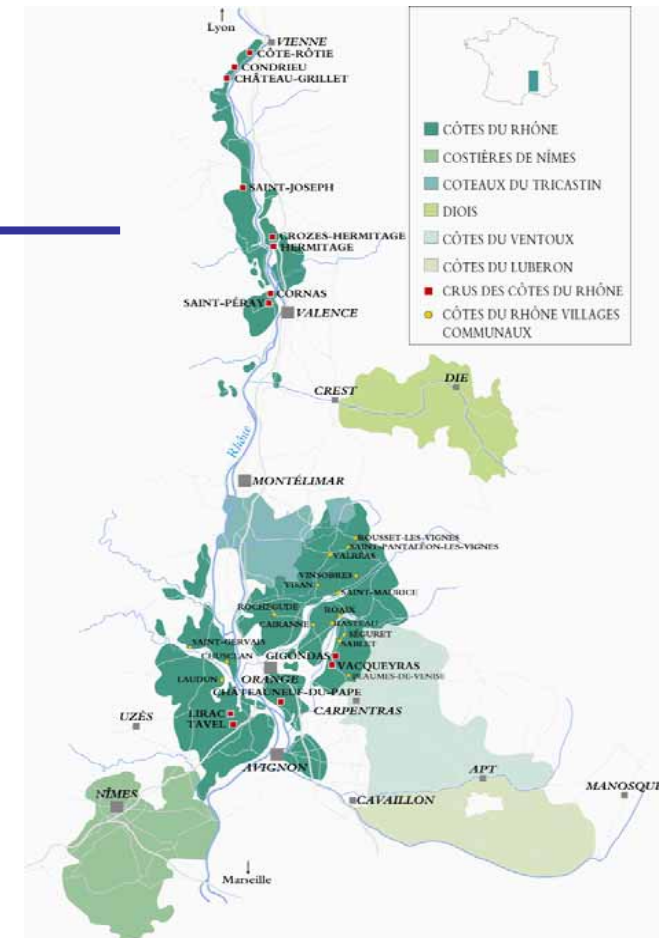 Lyon
VIENNE
CÔTE-RÔTIE
CONDRIEU
CHÂTEAU-GRILLET
SAINT-JOSEPH
CROZES-HERMITAGE
HERMITAGE
CORNAS
SAINT-PÉRAY
VALENCE
CREST
DIE
Rhône
MONTÉLIMAR
ROUSSET-LES-VIGNES
SAINT-PANTALÉON-LES-VIGNES
VALRÉAS
VINSOBRES
VISAN
SAINT-MAURICE
ROCHEGUDE
ROAIX
CAIRANNE
RASTEAU
SÉGURET
SABLET
SAINT-GERVAIS
CHUSCLAN
GIGONDAS
VACQUEYRAS
ORANGE
BEAUMES-DE-VENISE
LAUDUN
CHÂTEAUNEUF-DU-PAPE
CARPENTRAS
LIRAC
TAVEL
UZÈS
AVIGNON
NÎMES
CAVAILLON
APT
MANOSQUE
Marseille
CÔTES DU RHÔNE
COSTIÈRES DE NÎMES
COTEAUX DU TRICASTIN
DIOIS
CÔTES DU VENTOUX
CÔTES DU LUBERON
CRUS DES CÔTES DU RHÔNE
CÔTES DU RHÔNE VILLAGES
COMMUNAUX